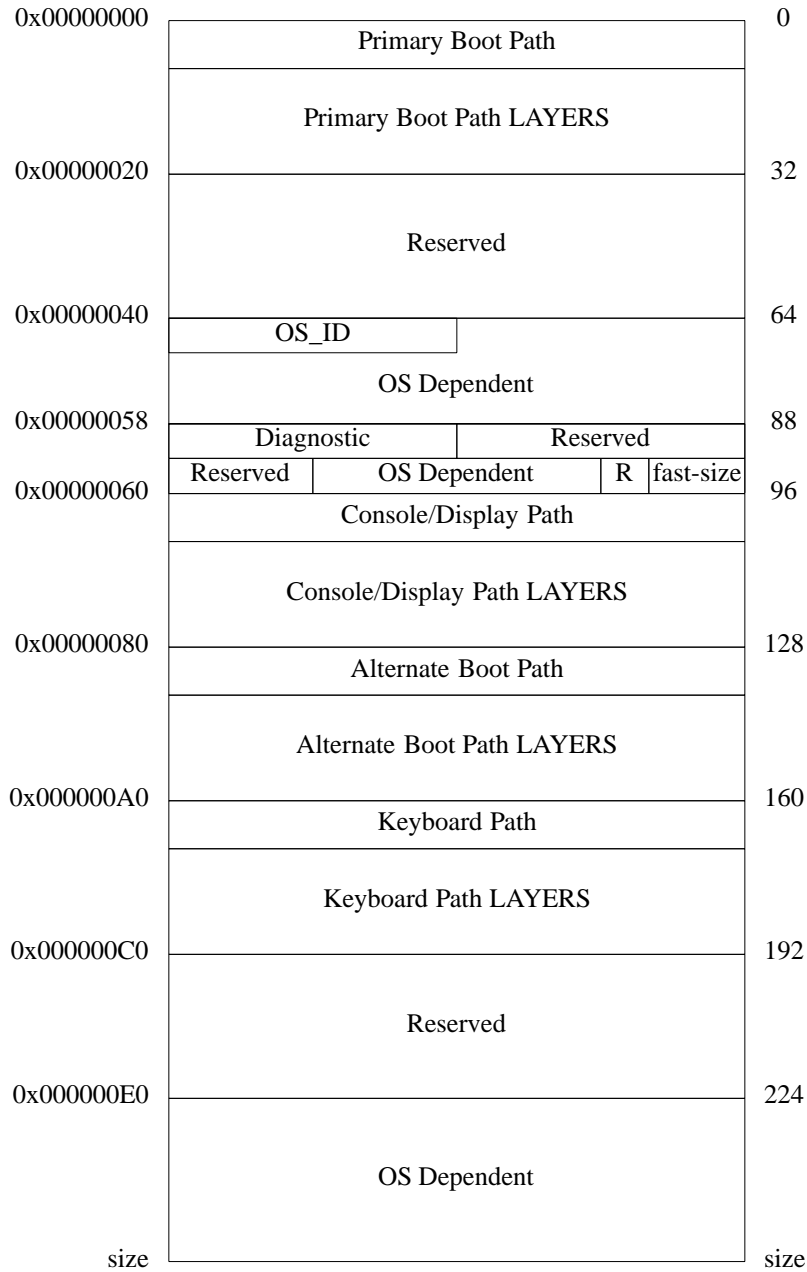 0x00000000 0
Primary Boot Path
Primary Boot Path LAYERS
0x00000020 32
Reserved
0x00000040 64
OS_ID
OS Dependent
0x00000058 88
Diagnostic Reserved
Reserved OS Dependent R fast-size
0x00000060 96
Console/Display Path
Console/Display Path LAYERS
0x00000080 128
Alternate Boot Path
Alternate Boot Path LAYERS
0x000000A0 160
Keyboard Path
Keyboard Path LAYERS
0x000000C0 192
Reserved
0x000000E0 224
OS Dependent
size size